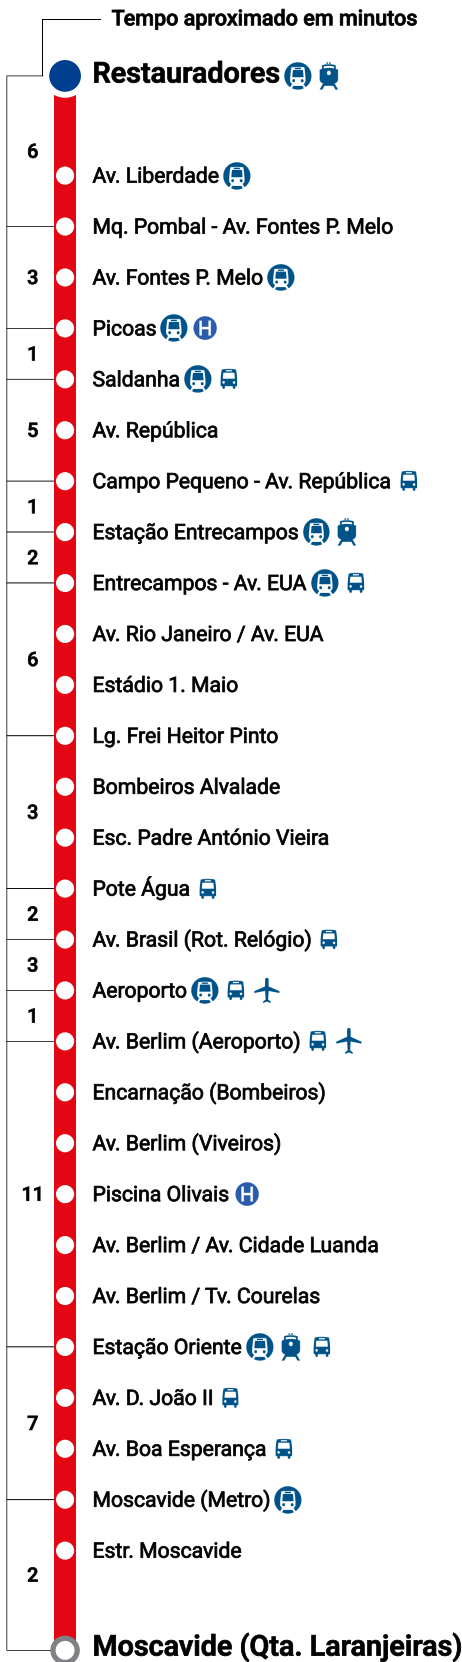 Tempo aproximado em minutos
Restauradores
6
Av. Liberdade
Mq. Pombal - Av. Fontes P. Melo
3
Av. Fontes P. Melo
Picoas H
1
Saldanha
5
Av. República
Campo Pequeno - Av. República
1
Estação Entrecampos
2
Entrecampos - Av. EUA
Av. Rio Janeiro / Av. EUA
6
Estádio 1. Maio
Lg. Frei Heitor Pinto
Bombeiros Alvalade
3
Esc. Padre António Vieira
Pote Água
2
Av. Brasil (Rot. Relógio)
3
Aeroporto
1
Av. Berlim (Aeroporto)
Encarnação (Bombeiros)
Av. Berlim (Viveiros)
11
Piscina Olivais H
Av. Berlim / Av. Cidade Luanda
Av. Berlim / Tv. Courelas
Estação Oriente
Av. D. João II
7
Av. Boa Esperança
Moscavide (Metro)
Estr. Moscavide
2
Moscavide (Qta. Laranjeiras)